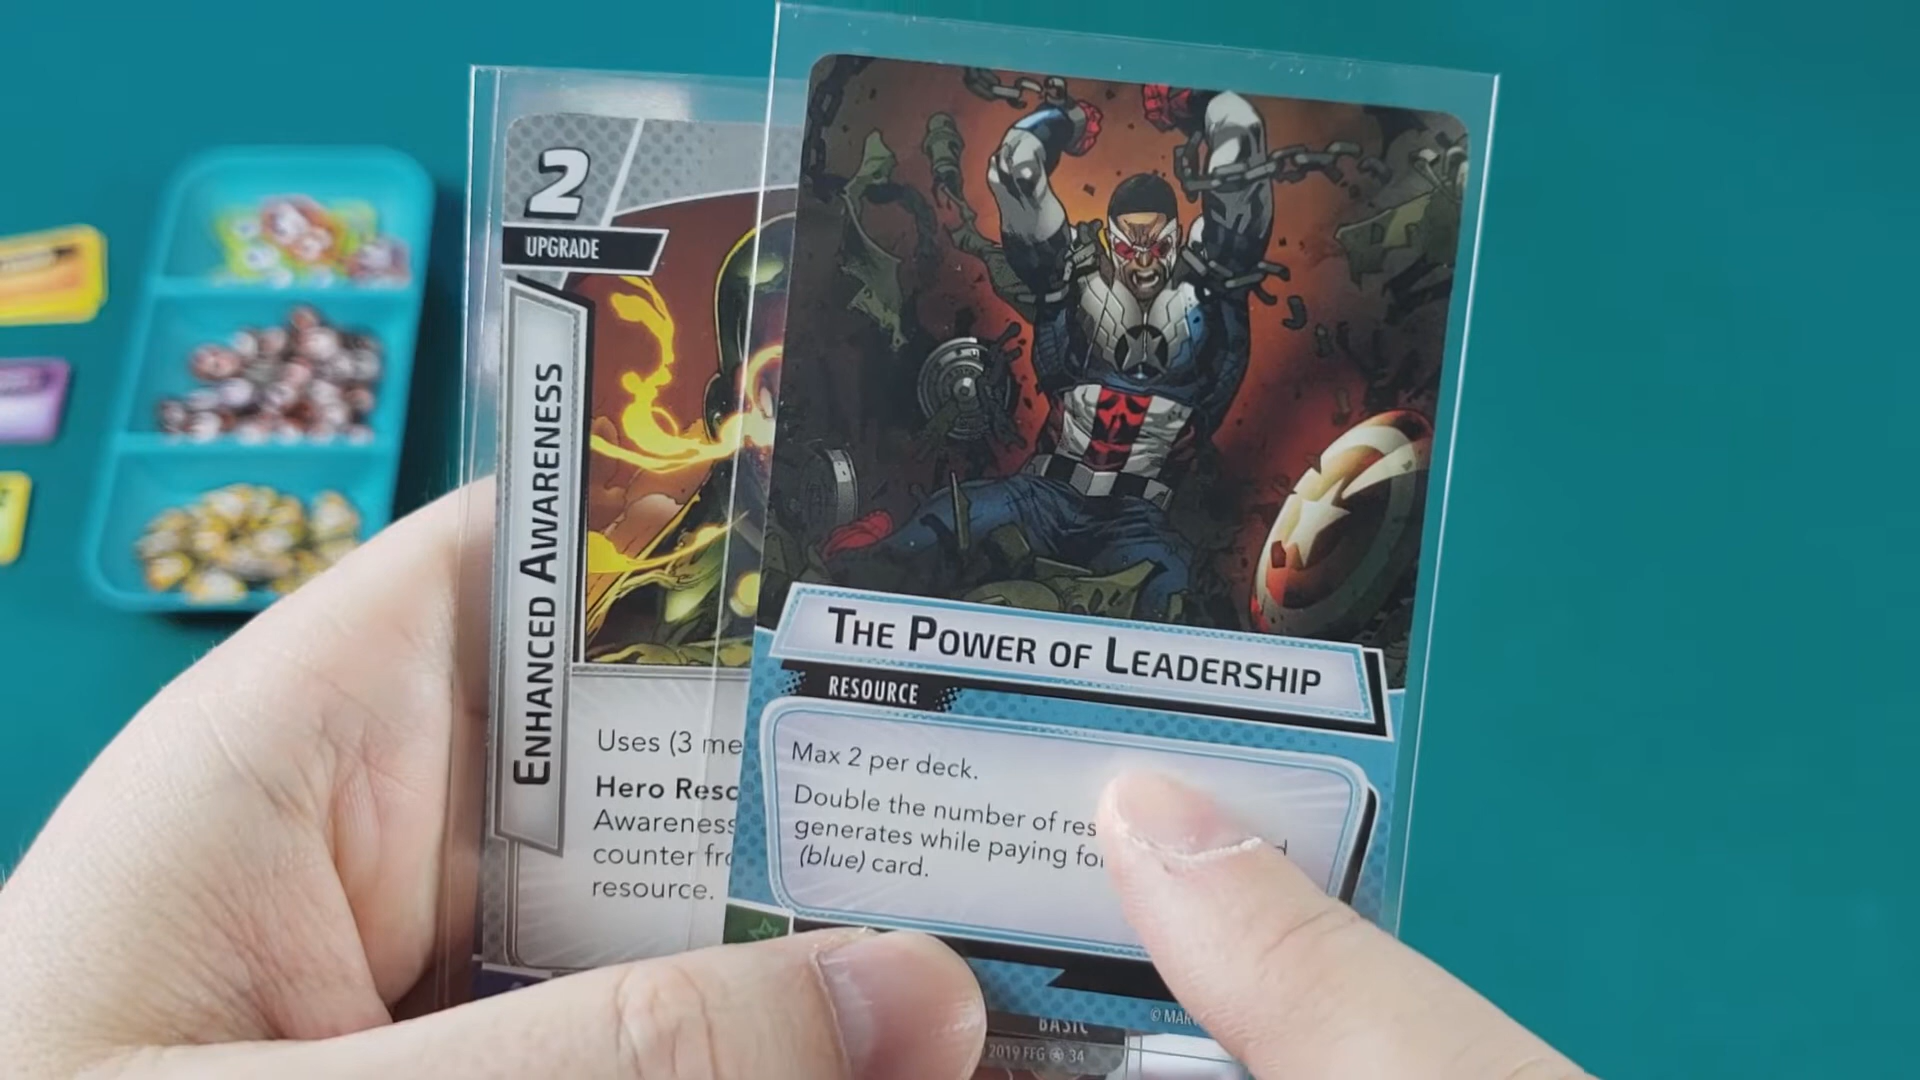 2
UPGRADE
ENHANCED AWARENESS
Uses (3 me
Hero Resc
Awareness
counter fr
resource.
THE POWER OF LEADERSHIP
RESOURCE
Max 2 per deck.
Double the number of res
generates while paying for
(blue) card.
© MAR
BASIC
2019 FFG 34